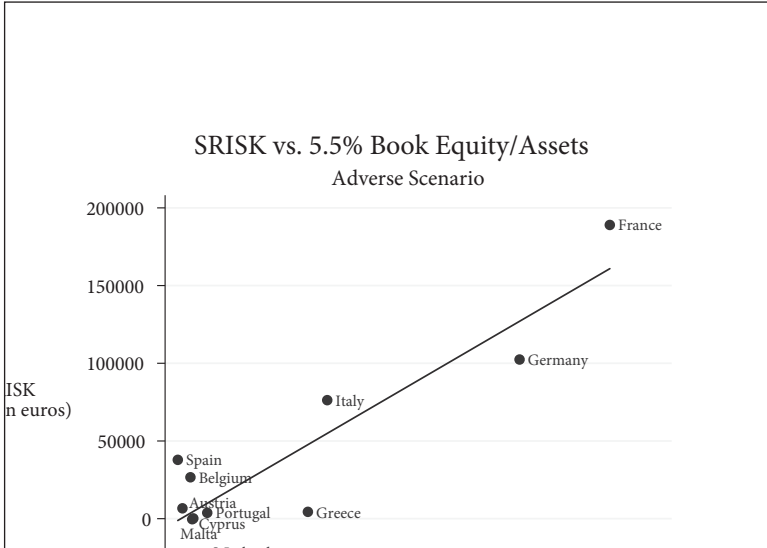 SRISK vs. 5.5% Book Equity/Assets
Adverse Scenario
200000
France
150000
100000
Germany
ISK
n euros)
Italy
50000
Spain
Belgium
Austria
Portugal
Greece
0
Cyprus
Malta